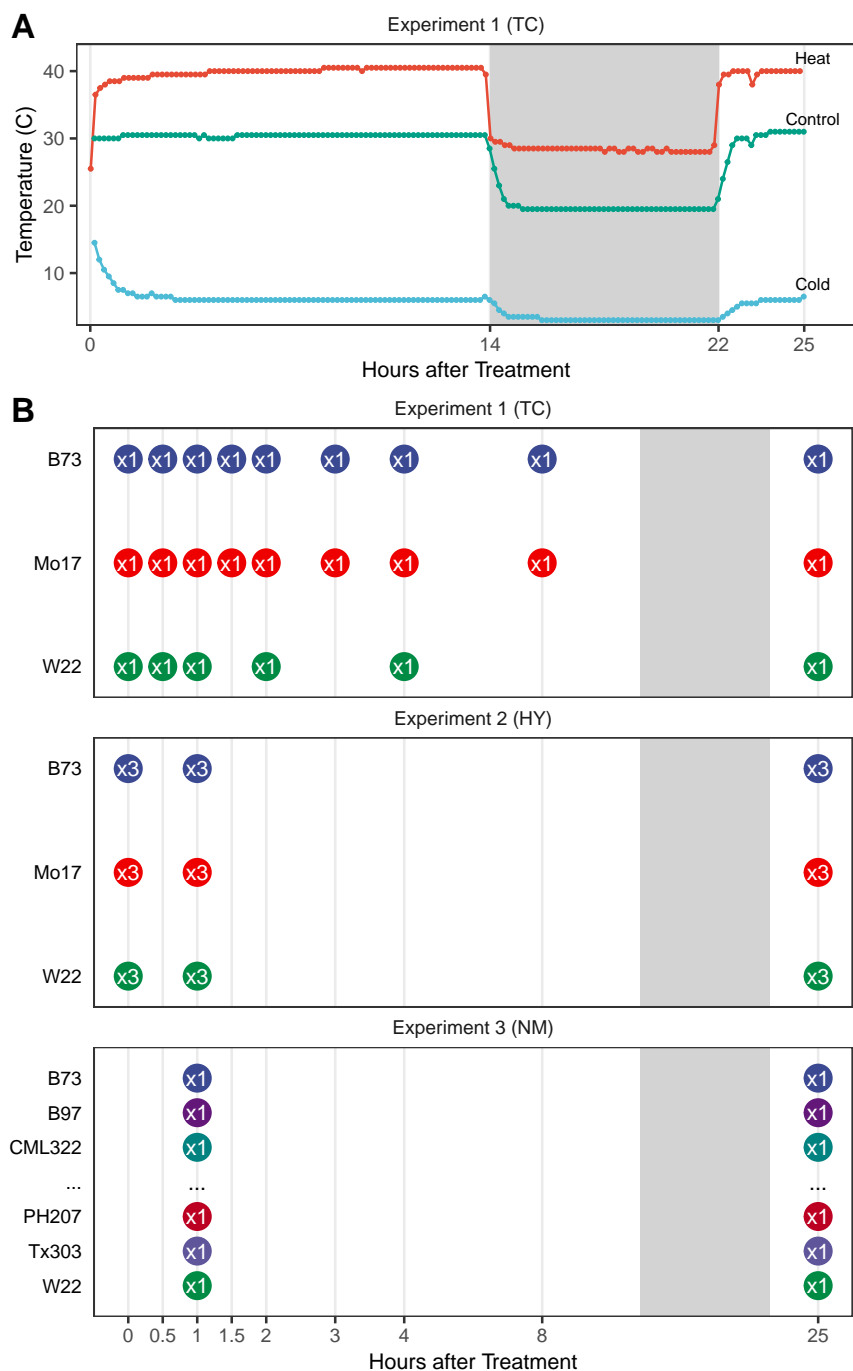 A
Experiment 1 (TC)
Temperature (C)
40
30
20
10
Heat
Control
Cold
0 14 22 25
Hours after Treatment
B
Experiment 1 (TC)
B73 x1 x1 x1 x1 x1 x1 x1 x1 x1
Mo17 x1 x1 x1 x1 x1 x1 x1 x1 x1
W22 x1 x1 x1 x1 x1 x1
Experiment 2 (HY)
B73 x3 x3 x3
Mo17 x3 x3 x3
W22 x3 x3 x3
Experiment 3 (NM)
B73 x1 x1
B97 x1 x1
CML322 x1 x1
... ... ...
PH207 x1 x1
Tx303 x1 x1
W22 x1 x1
0 0.5 1 1.5 2 3 4 8 25
Hours after Treatment